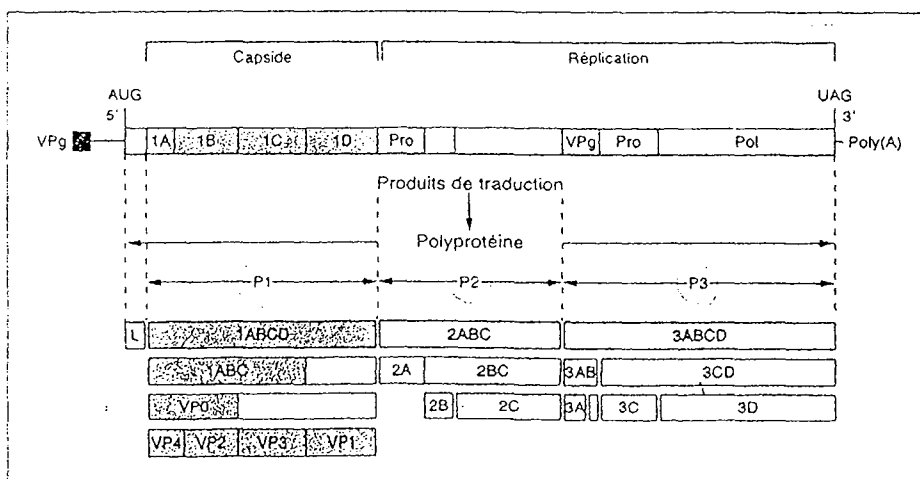 Capside Réplication
AUG UAG
5' 3'
VPg 1A 1B 1C 1D Pro VPg Pro Pol Poly(A)
Produits de traduction
Polyprotéine
P1 P2 P3
L 1ABCD 2ABC 3ABCD
1ABC 2A 2BC 3AB 3CD
VP0 2B 2C 3A 3C 3D
VP4 VP2 VP3 VP1